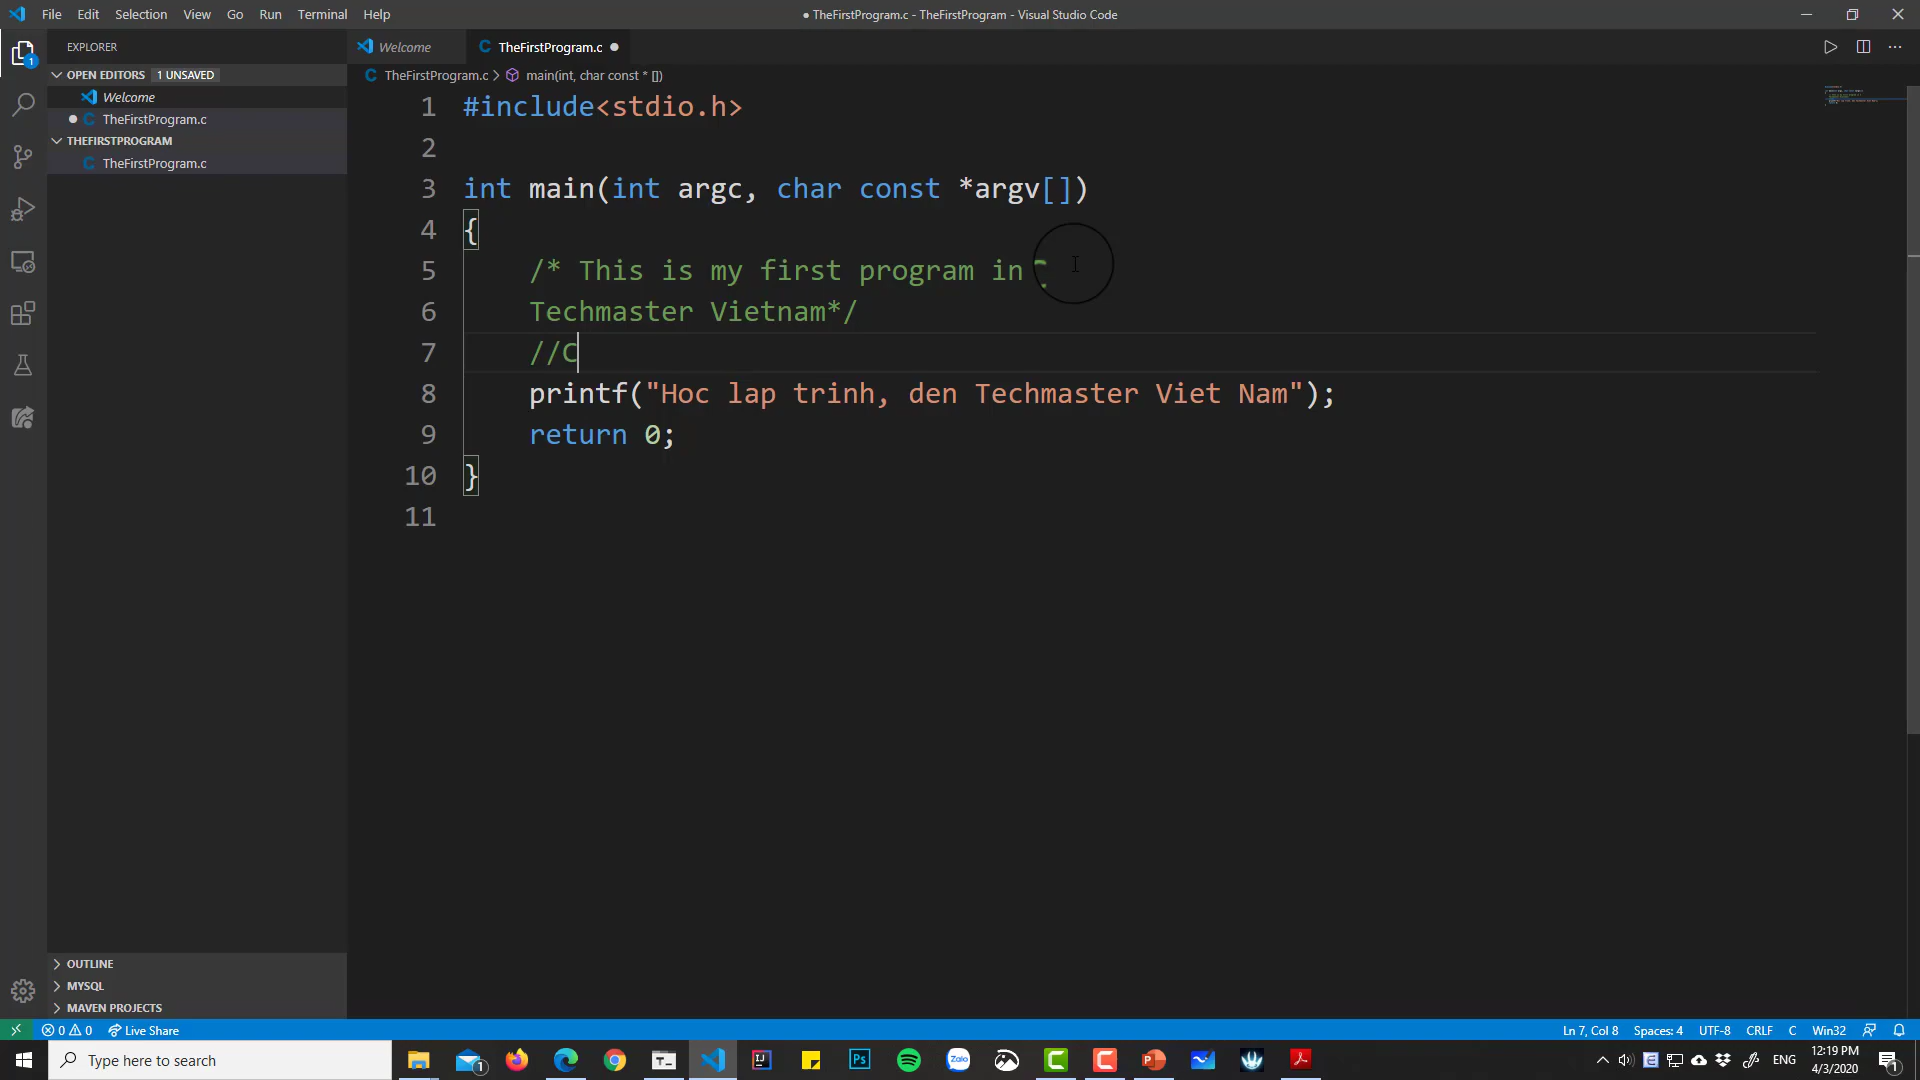 File Edit Selection View Go Run Terminal Help
● TheFirstProgram.c - TheFirstProgram - Visual Studio Code
EXPLORER
OPEN EDITORS 1 UNSAVED
Welcome
TheFirstProgram.c
THEFIRSTPROGRAM
TheFirstProgram.c
Welcome
TheFirstProgram.c
TheFirstProgram.c > main(int, char const * [])
1 #include<stdio.h>
2
3 int main(int argc, char const *argv[])
4 {
5 /* This is my first program in
6 Techmaster Vietnam*/
7 //C
8 printf("Hoc lap trinh, den Techmaster Viet Nam");
9 return 0;
10 }
11
OUTLINE
MYSQL
MAVEN PROJECTS
0 0 Live Share
Ln 7, Col 8 Spaces: 4 UTF-8 CRLF C Win32
Type here to search
ENG
12:19 PM
4/3/2020